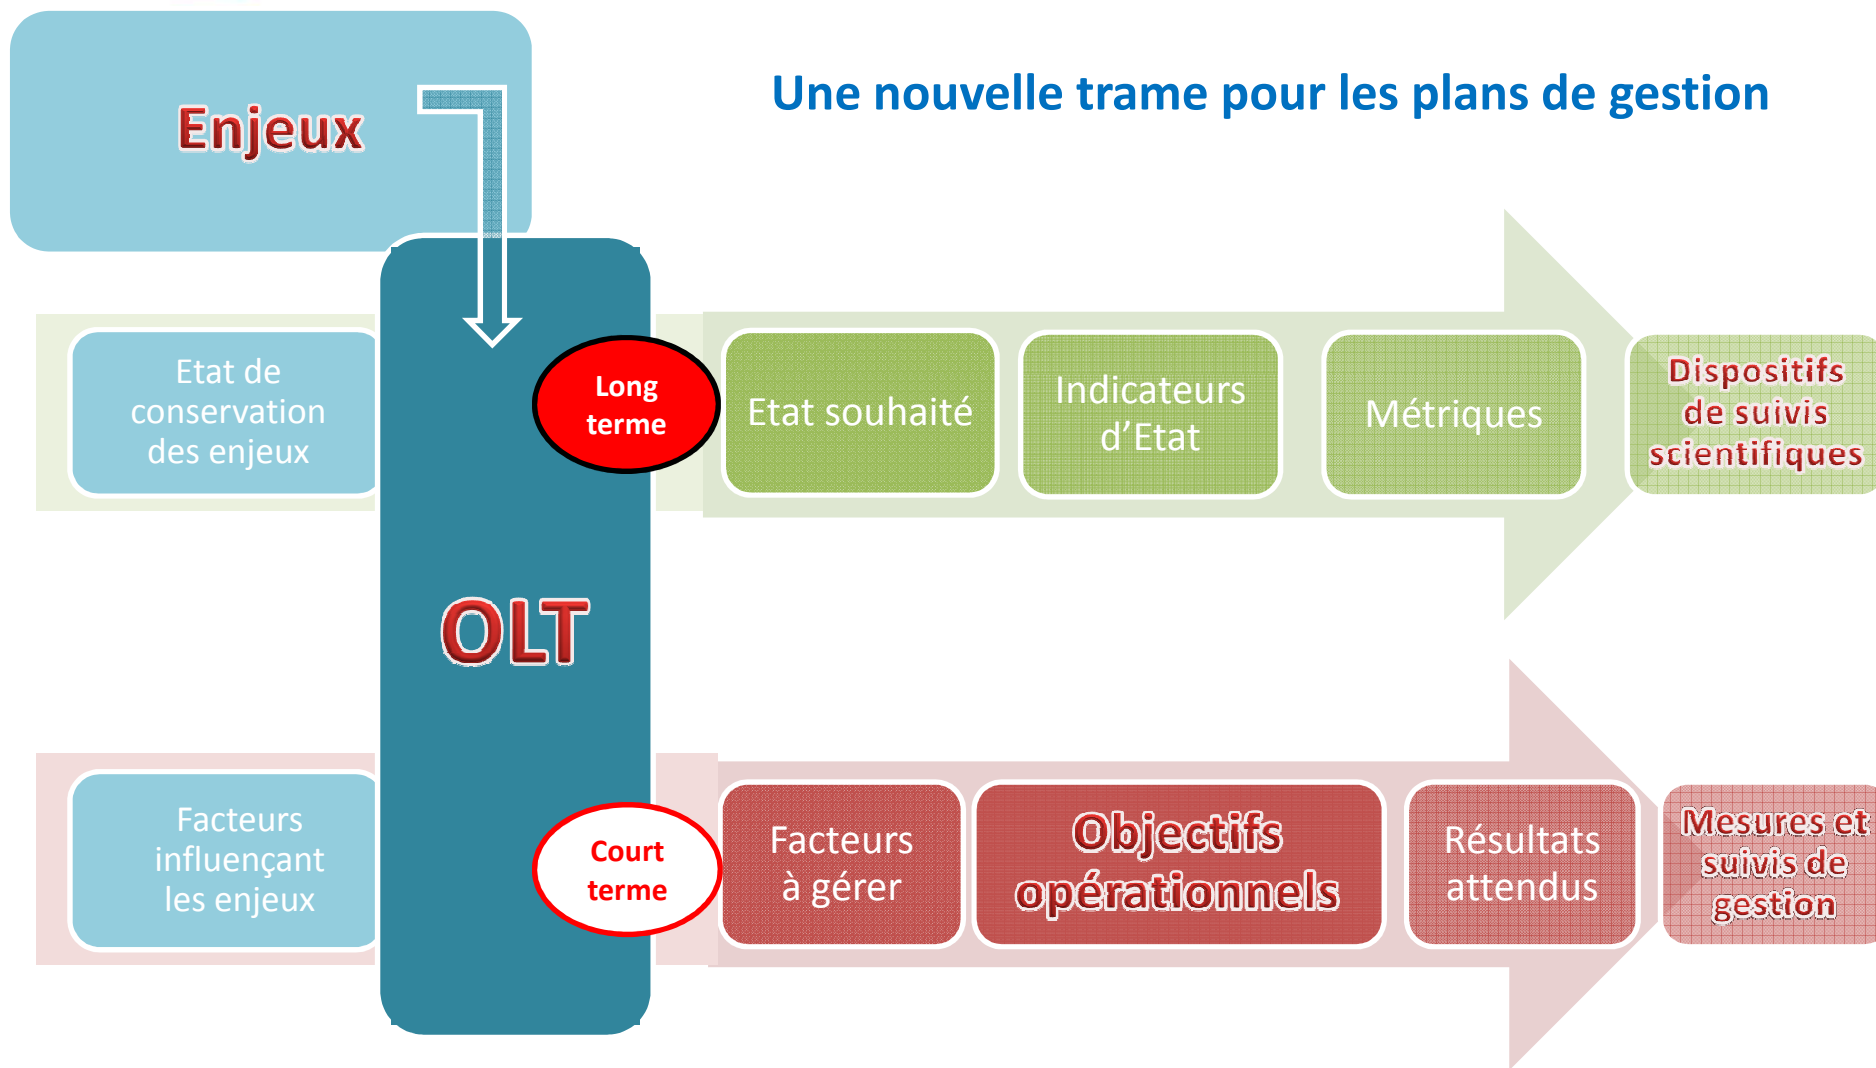 Une nouvelle trame pour les plans de gestion
Enjeux
OLT
Etat de
conservation
des enjeux
Long
terme
Etat souhaité
Indicateurs
d’Etat
Métriques
Dispositifs
de suivis
scientifiques
Facteurs
influençant
les enjeux
Court
terme
Facteurs
à gérer
Objectifs
opérationnels
Résultats
attendus
Mesures et
suivis de
gestion